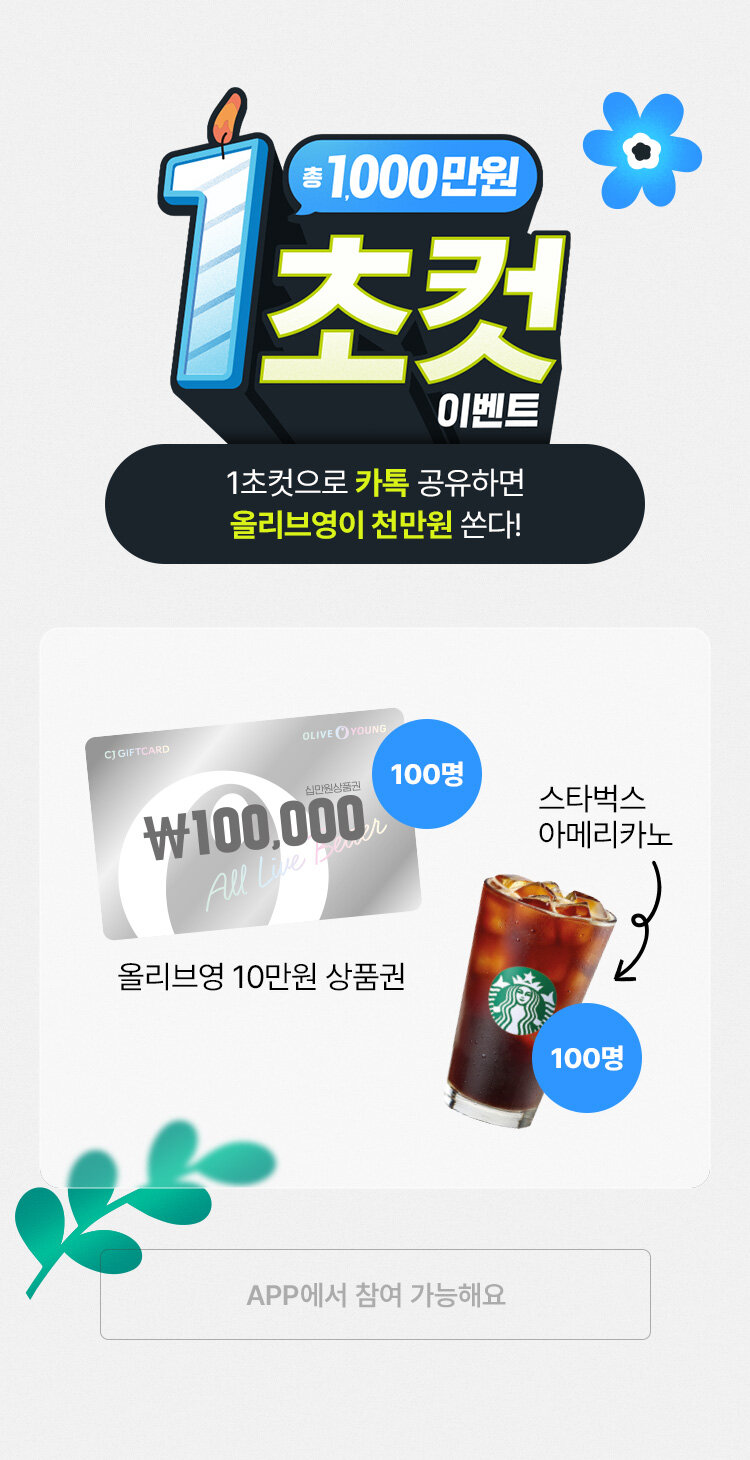 총 1,000만원
1초컷
이벤트
1초컷으로 카톡 공유하면
올리브영이 천만원 쏜다!
CJ GIFTCARD
OLIVE YOUNG
십만원상품권
₩100,000
All Live Better
100명
올리브영 10만원 상품권
스타벅스
아메리카노
100명
APP에서 참여 가능해요